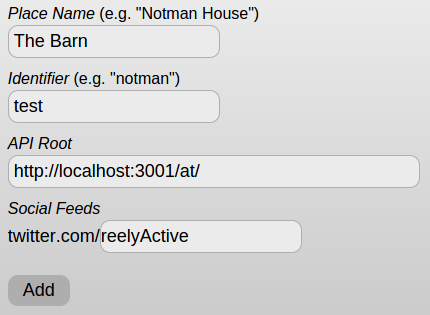 Place Name (e.g. "Notman House")
The Barn
Identifier (e.g. "notman")
test
API Root
http://localhost:3001/at/
Social Feeds
twitter.com/reelyActive
Add